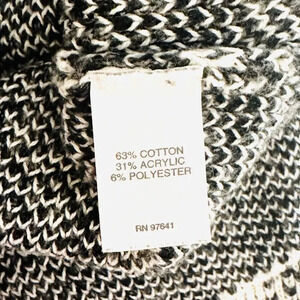 63% COTTON
31% ACRYLIC
6% POLYESTER
RN 97641